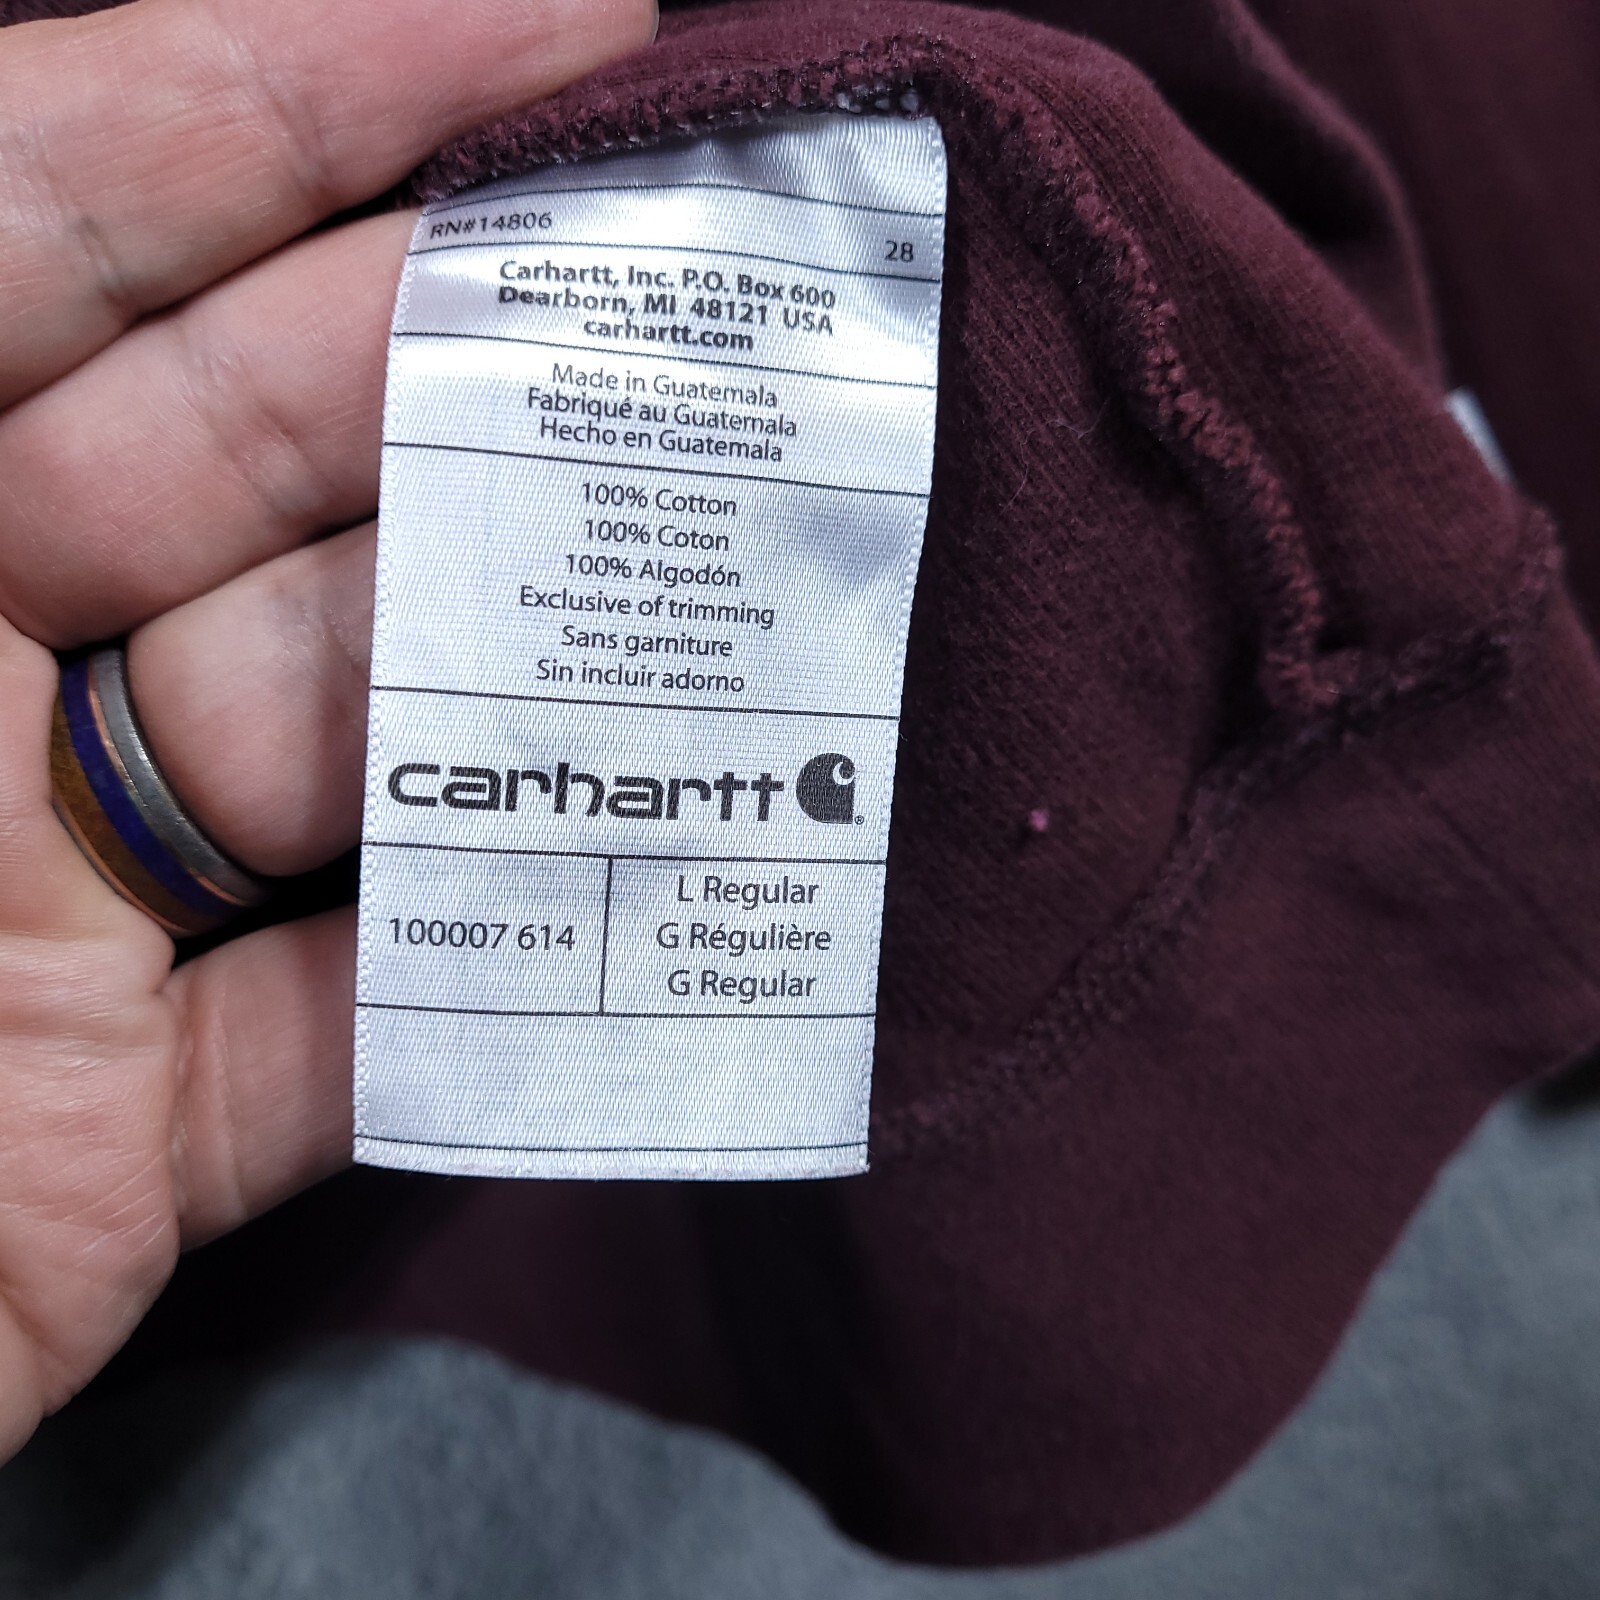 RN#14806
28
Carhartt, Inc. P.O. Box 600
Dearborn, MI 48121 USA
carhartt.com
Made in Guatemala
Fabriqué au Guatemala
Hecho en Guatemala
100% Cotton
100% Coton
100% Algodón
Exclusive of trimming
Sans garniture
Sin incluir adorno
carhartt ®
100007 614
L Regular
G Régulière
G Regular